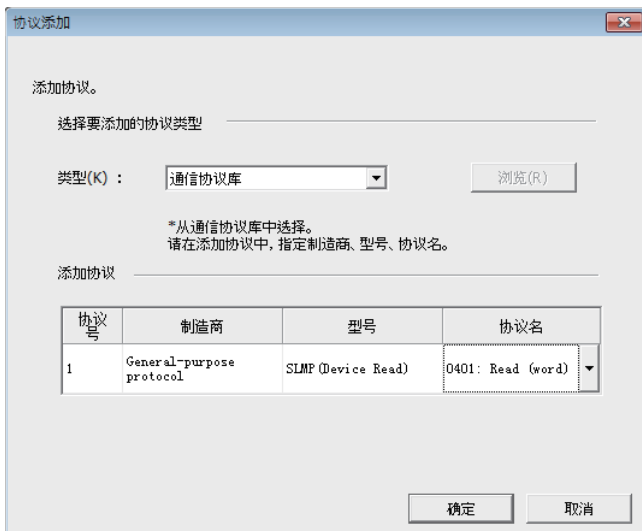 协议添加
添加协议。
选择要添加的协议类型
类型(K) :
通信协议库
浏览(R)
*从通信协议库中选择。
请在添加协议中,指定制造商、型号、协议名。
添加协议
协议号
制造商
型号
协议名
1
General-purpose
protocol
SLMP(Device Read)
0401: Read (word)
确定
取消